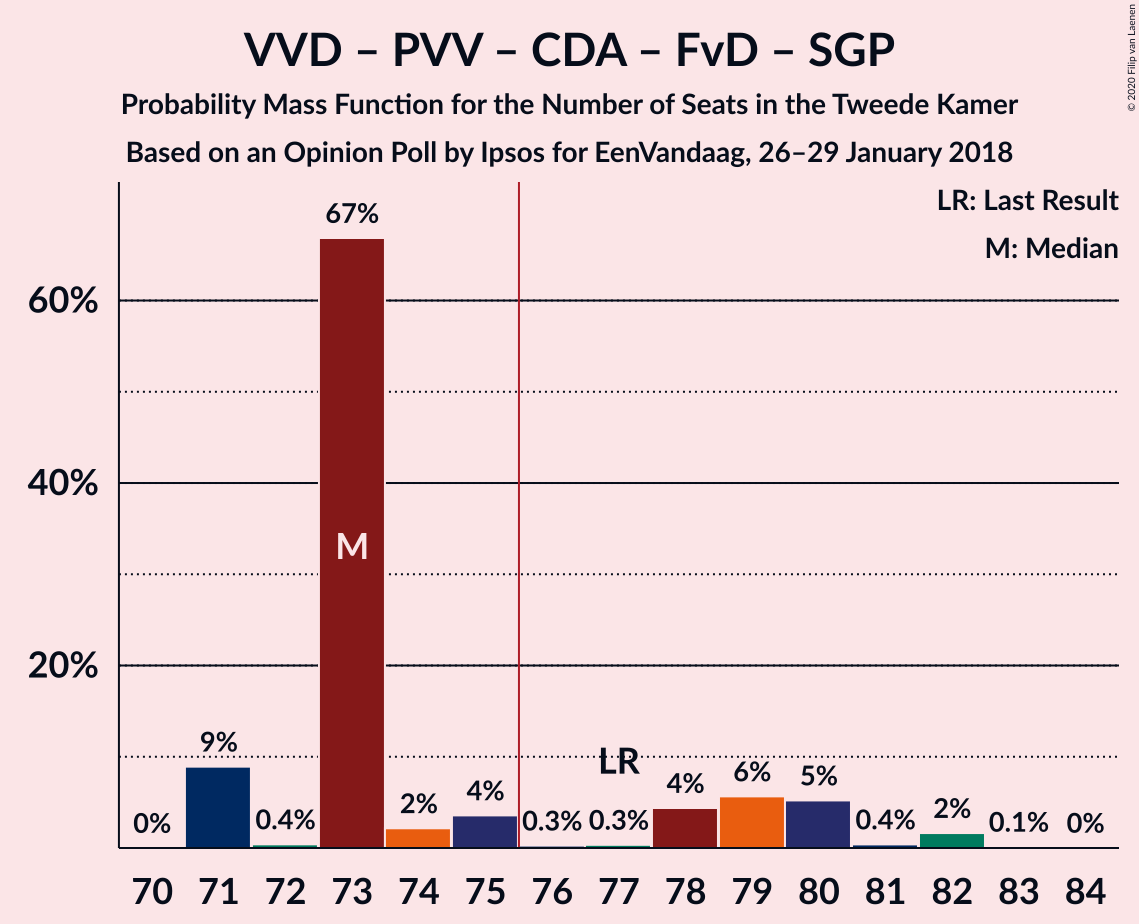 VVD – PVV – CDA – FvD – SGP
Probability Mass Function for the Number of Seats in the Tweede Kamer
Based on an Opinion Poll by Ipsos for EenVandaag, 26–29 January 2018
© 2020 Filip van Laenen
LR: Last Result
M: Median
60%
40%
20%
0%
9%
0.4%
67%
M
2%
4%
0.3%
0.3%
LR
4%
6%
5%
0.4%
2%
0.1%
0%
70 71 72 73 74 75 76 77 78 79 80 81 82 83 84